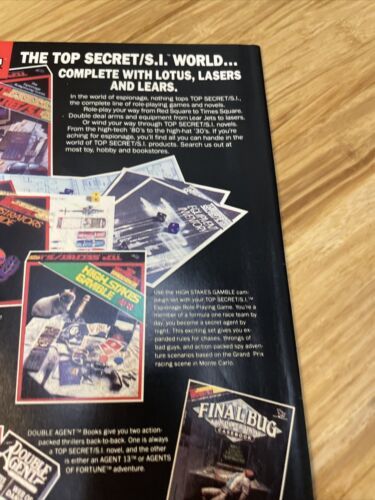 THE TOP SECRET/S.I.™ WORLD...
COMPLETE WITH LOTUS, LASERS
AND LEARS.
In the world of espionage, nothing tops TOP SECRET/S.I.,
the complete line of role-playing games and novels.
Role-play your way from Red Square to Times Square.
Double deal arms and equipment from Lear Jets to lasers.
Or wind your way through TOP SECRET/S.I. novels.
From the high-tech '80's to the high-hat '30's. If you're
aching for espionage, you'll find all you can handle in the
world of TOP SECRET/S.I. products. Search us out at
most toy, hobby and bookstores.
TOP SECRET/S.I.
HIGH STAKES
GAMBLE
Use the HIGH STAKES GAMBLE cam-
paign set with your TOP SECRET/S.I.™
Espionage Role-Playing Game. You're a
member of a formula one race team by
day, you become a secret agent by
night. This exciting set gives you ex-
panded rules for chases, throngs of
bad guys, and action packed spy adven-
ture scenarios based on the Grand Prix
racing scene in Monte Carlo.
DOUBLE AGENT™ Books give you two action-
packed thrillers back-to-back. One is always
a TOP SECRET/S.I. novel, and the other
is either an AGENT 13™ or AGENTS
OF FORTUNE™ adventure.
FINAL BUG
DOUBLE
AGENT